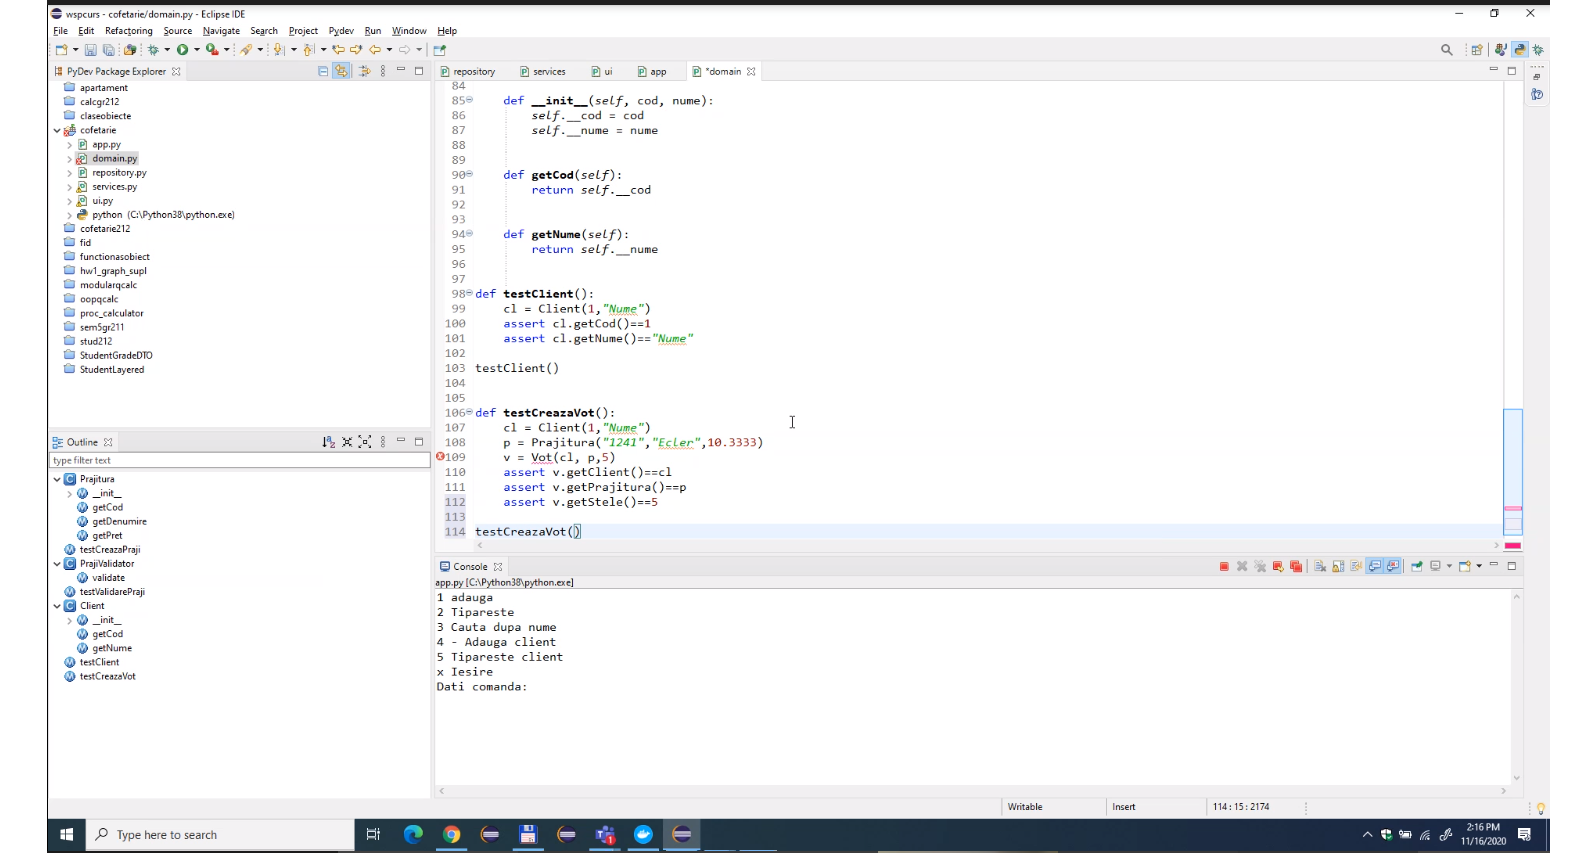 wspcurs - cofetarie/domain.py - Eclipse IDE
File Edit Refactoring Source Navigate Search Project Pydev Run Window Help
PyDev Package Explorer
apartament
calcgr212
claseobiecte
cofetarie
app.py
domain.py
repository.py
services.py
ui.py
python (C:\Python38\python.exe)
cofetarie212
fid
functionasobiect
hw1_graph_supl
modularqcalc
oopqcalc
proc_calculator
sem5gr211
stud212
StudentGradeDTO
StudentLayered
Outline
type filter text
Prajitura
__init__
getCod
getDenumire
getPret
testCreazaPraji
PrajiValidator
validate
testValidarePraji
Client
__init__
getCod
getNume
testClient
testCreazaVot
repository services ui app *domain
84
85 def __init__(self, cod, nume):
86 self.__cod = cod
87 self.__nume = nume
88
89
90 def getCod(self):
91 return self.__cod
92
93
94 def getNume(self):
95 return self.__nume
96
97
98 def testClient():
99 cl = Client(1,"Nume")
100 assert cl.getCod()==1
101 assert cl.getNume()=="Nume"
102
103 testClient()
104
105
106 def testCreazaVot():
107 cl = Client(1,"Nume")
108 p = Prajitura("1241","Ecler",10.3333)
109 v = Vot(cl, p,5)
110 assert v.getClient()==cl
111 assert v.getPrajitura()==p
112 assert v.getStele()==5
113
114 testCreazaVot()
Console
app.py [C:\Python38\python.exe]
1 adauga
2 Tipareste
3 Cauta dupa nume
4 - Adauga client
5 Tipareste client
x Iesire
Dati comanda:
Writable Insert 114 : 15 : 2174
Type here to search
2:16 PM
11/16/2020